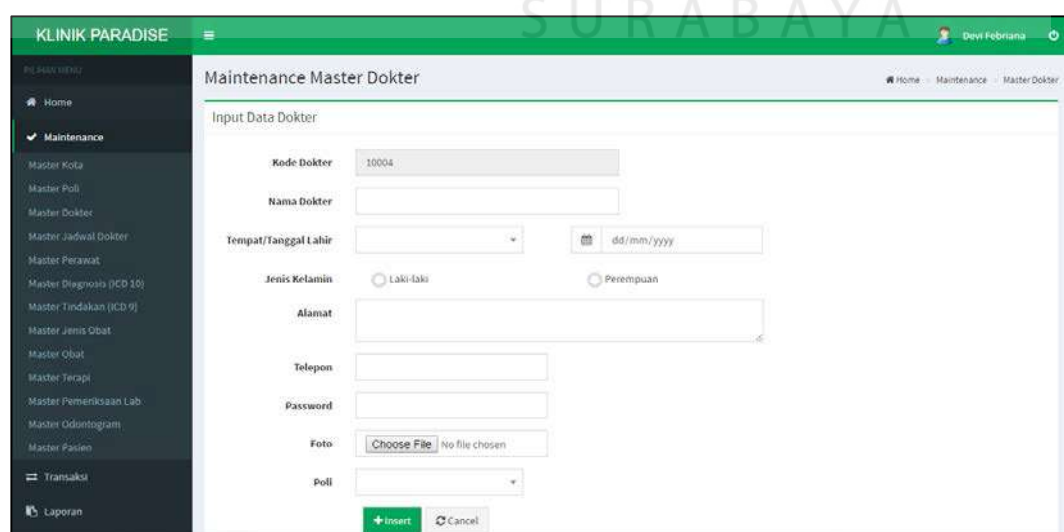 SURABAYA
KLINIK PARADISE
Devi Febriana
PILIHAN MENU
Home
Maintenance
Master Kota
Master Poli
Master Dokter
Master Jadwal Dokter
Master Perawat
Master Diagnosis (ICD 10)
Master Tindakan (ICD 9)
Master Jenis Obat
Master Obat
Master Terapi
Master Pemeriksaan Lab
Master Odontogram
Master Pasien
Transaksi
Laporan
Maintenance Master Dokter
Home > Maintenance > Master Dokter
Input Data Dokter
Kode Dokter 10004
Nama Dokter
Tempat/Tanggal Lahir dd/mm/yyyy
Jenis Kelamin Laki-laki Perempuan
Alamat
Telepon
Password
Foto Choose File No file chosen
Poli
+Insert Cancel